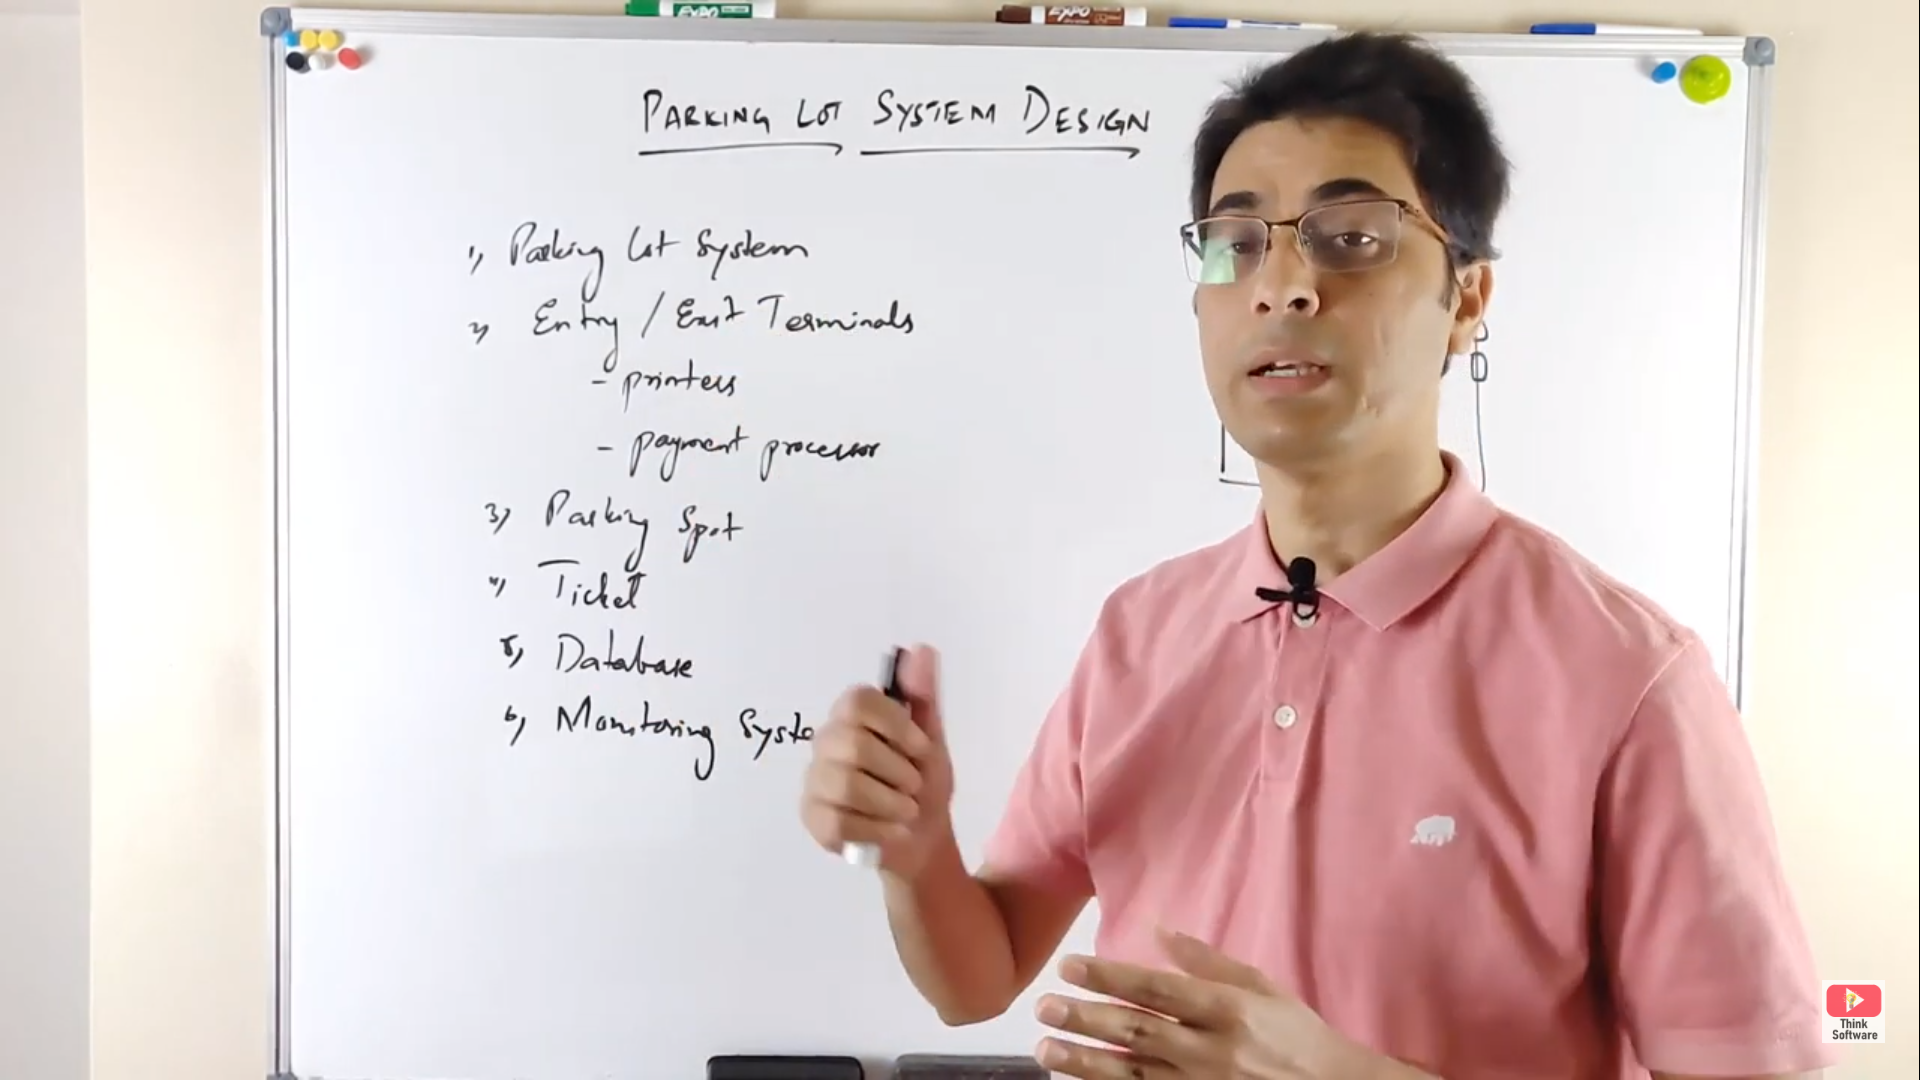 EXPO
EXPO
PARKING LOT SYSTEM DESIGN
1) Parking Lot System
2) Entry / Exit Terminals
- printers
- payment processor
3) Parking Spot
4) Ticket
5) Database
6) Monitoring Syste
Think
Software